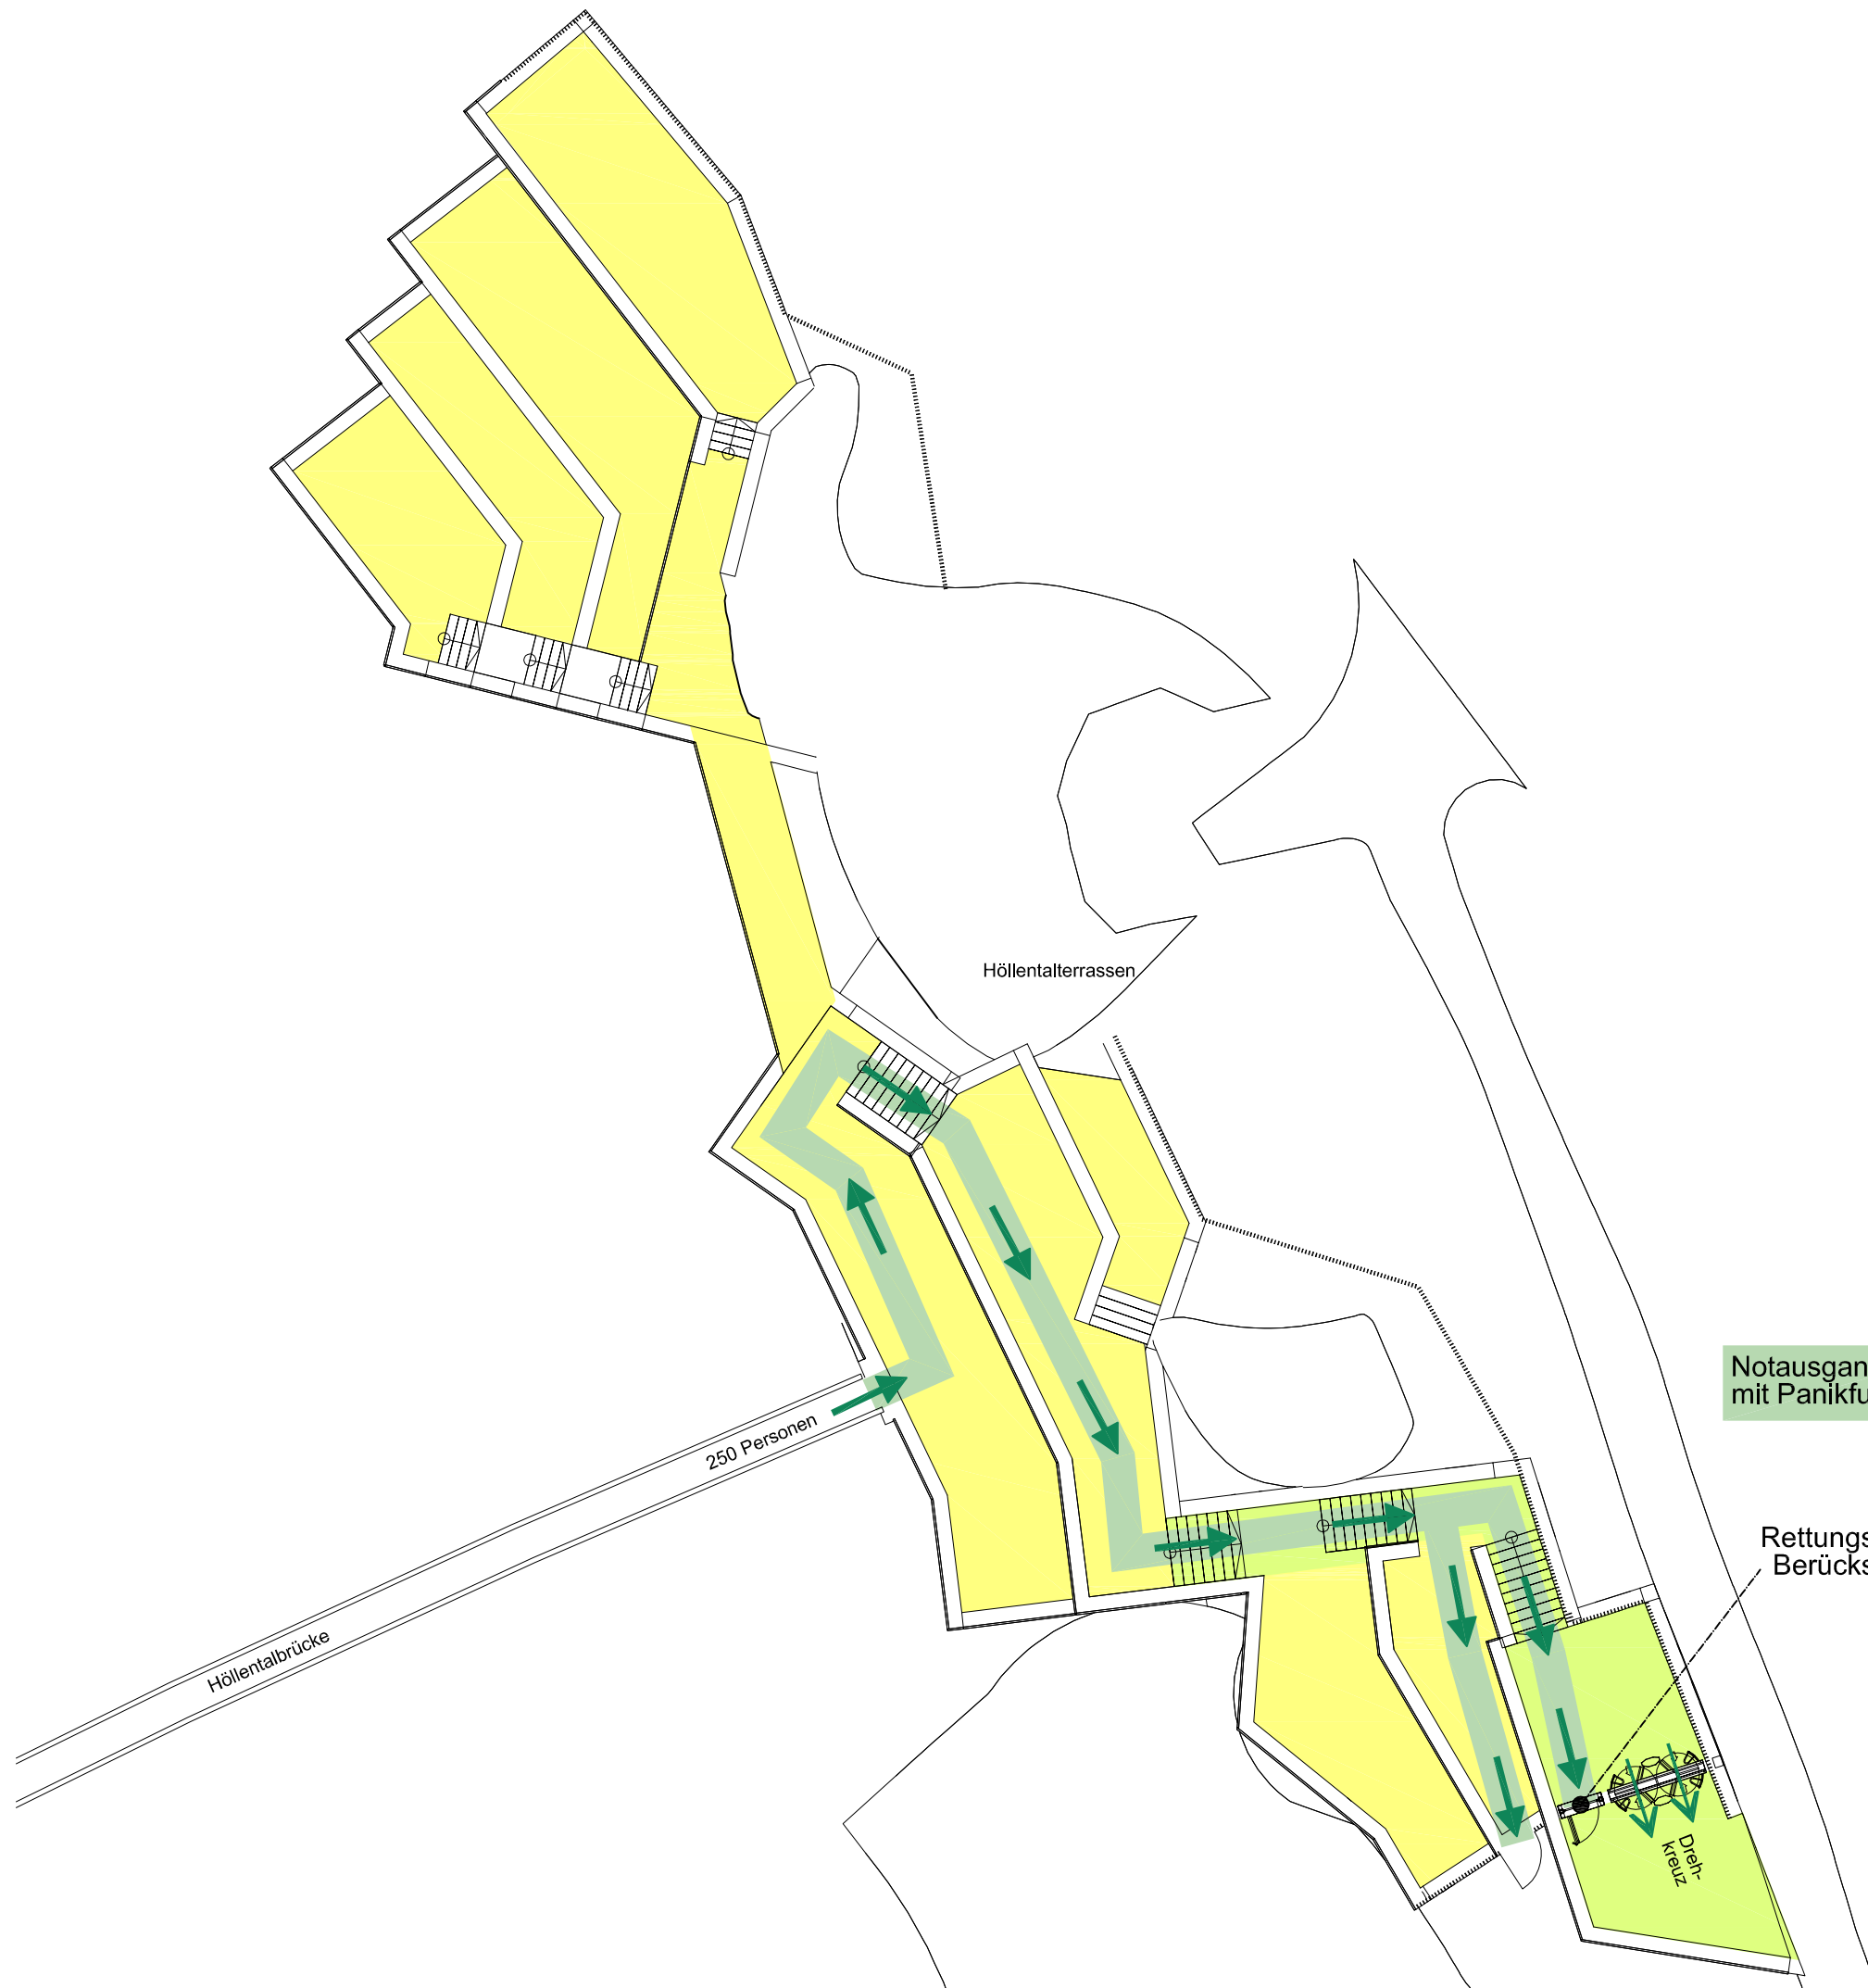 Höllentalterrassen
Notausgan
mit Panikfu
250 Personen
Rettungs
Berücks
Höllentalbrücke
Dreh-
kreuz